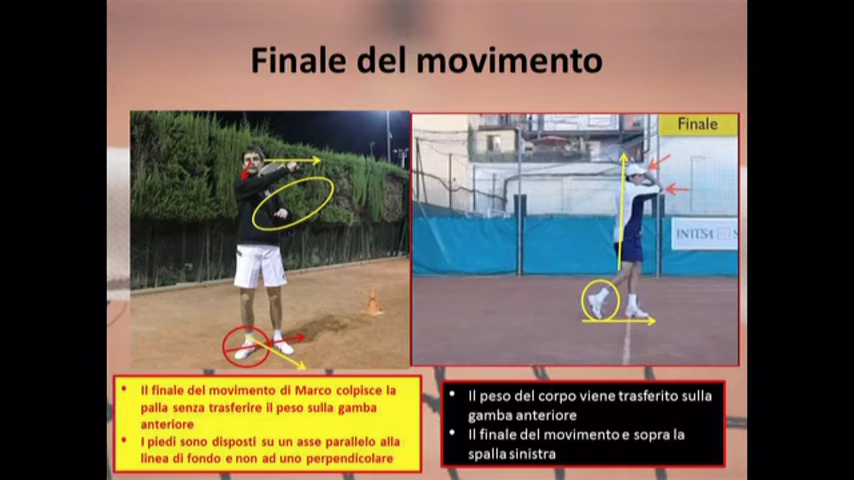 Finale del movimento
Finale
INTESA
Il finale del movimento di Marco colpisce la
palla senza trasferire il peso sulla gamba
anteriore
I piedi sono disposti su un asse parallelo alla
linea di fondo e non ad uno perpendicolare
Il peso del corpo viene trasferito sulla
gamba anteriore
Il finale del movimento e sopra la
spalla sinistra